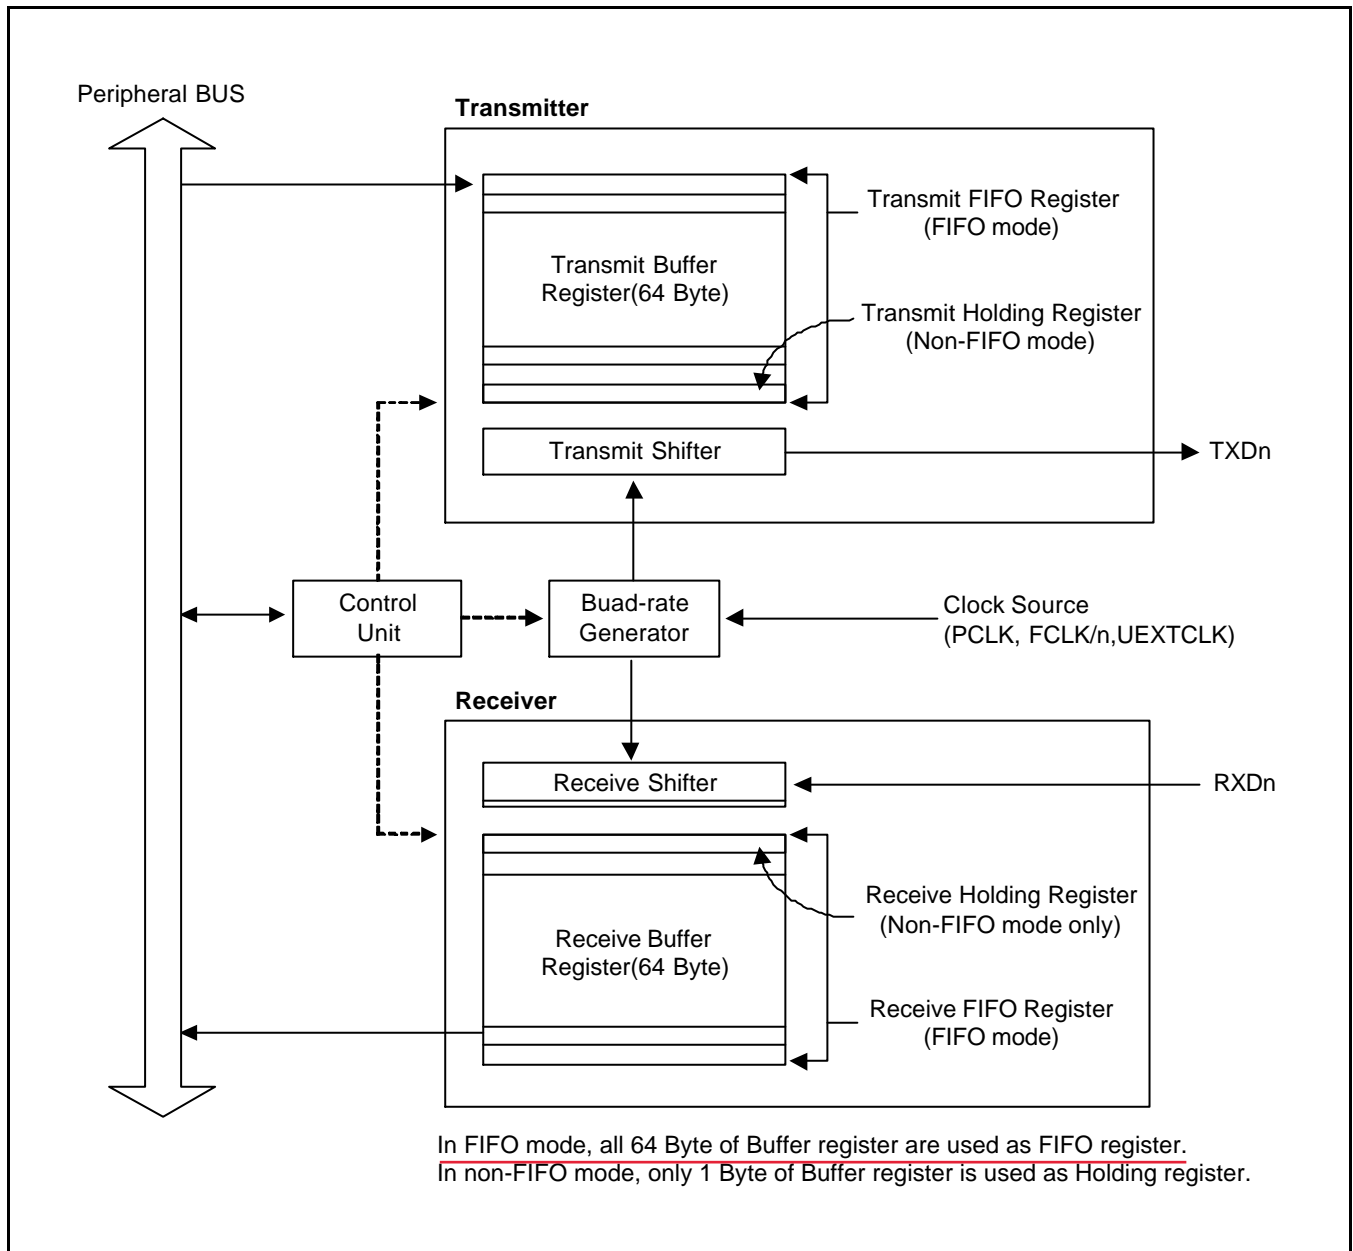 Peripheral BUS
Transmitter
Transmit FIFO Register
(FIFO mode)
Transmit Buffer
Register(64 Byte)
Transmit Holding Register
(Non-FIFO mode)
Transmit Shifter
TXDn
Control
Unit
Buad-rate
Generator
Clock Source
(PCLK, FCLK/n,UEXTCLK)
Receiver
Receive Shifter
RXDn
Receive Holding Register
(Non-FIFO mode only)
Receive Buffer
Register(64 Byte)
Receive FIFO Register
(FIFO mode)
In FIFO mode, all 64 Byte of Buffer register are used as FIFO register.
In non-FIFO mode, only 1 Byte of Buffer register is used as Holding register.